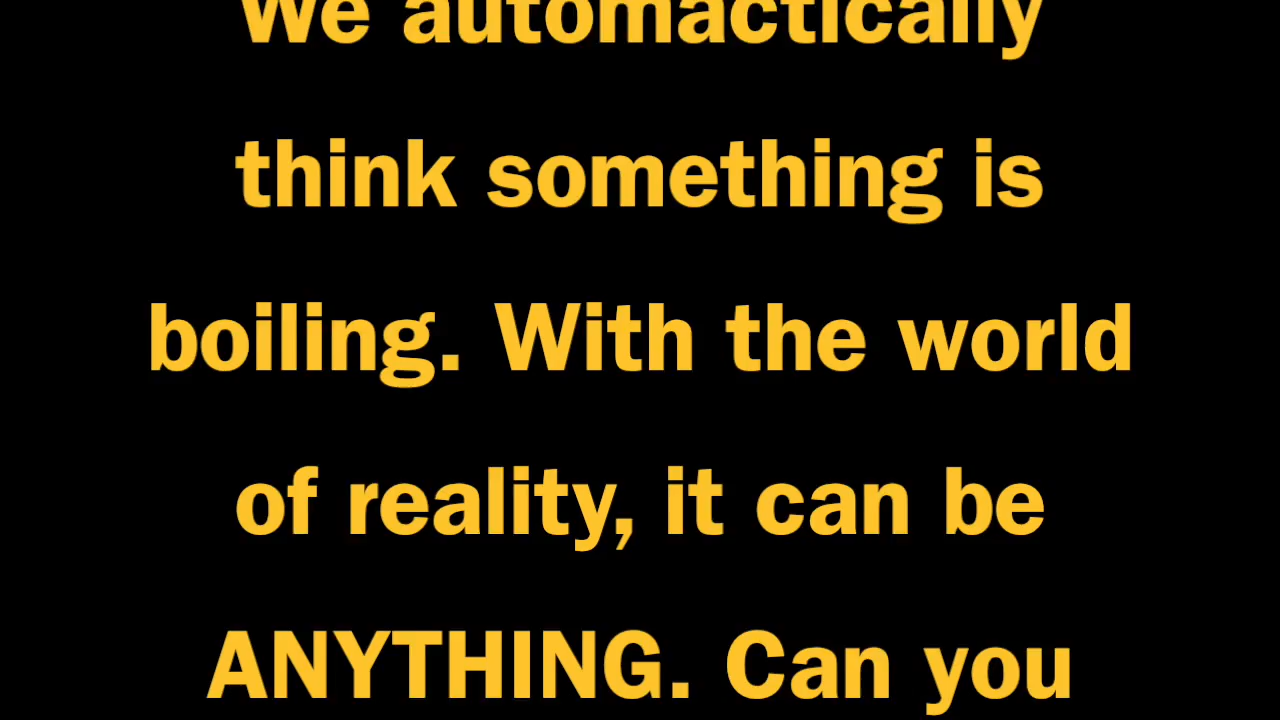 We automactically
think something is
boiling. With the world
of reality, it can be
ANYTHING. Can you